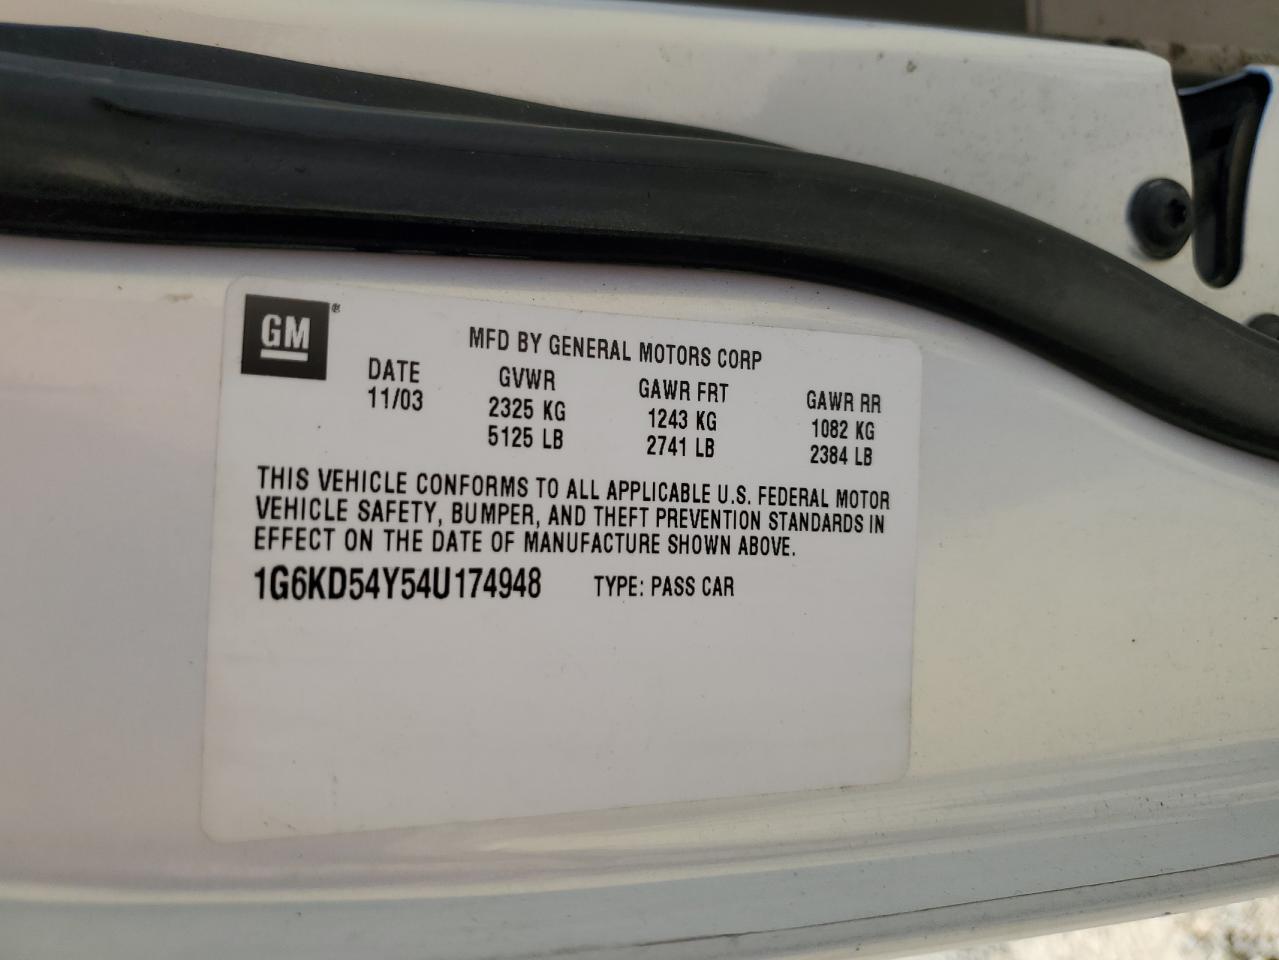 GM®
MFD BY GENERAL MOTORS CORP
DATE GVWR GAWR FRT GAWR RR
11/03 2325 KG 1243 KG 1082 KG
5125 LB 2741 LB 2384 LB
THIS VEHICLE CONFORMS TO ALL APPLICABLE U.S. FEDERAL MOTOR
VEHICLE SAFETY, BUMPER, AND THEFT PREVENTION STANDARDS IN
EFFECT ON THE DATE OF MANUFACTURE SHOWN ABOVE.
1G6KD54Y54U174948 TYPE: PASS CAR